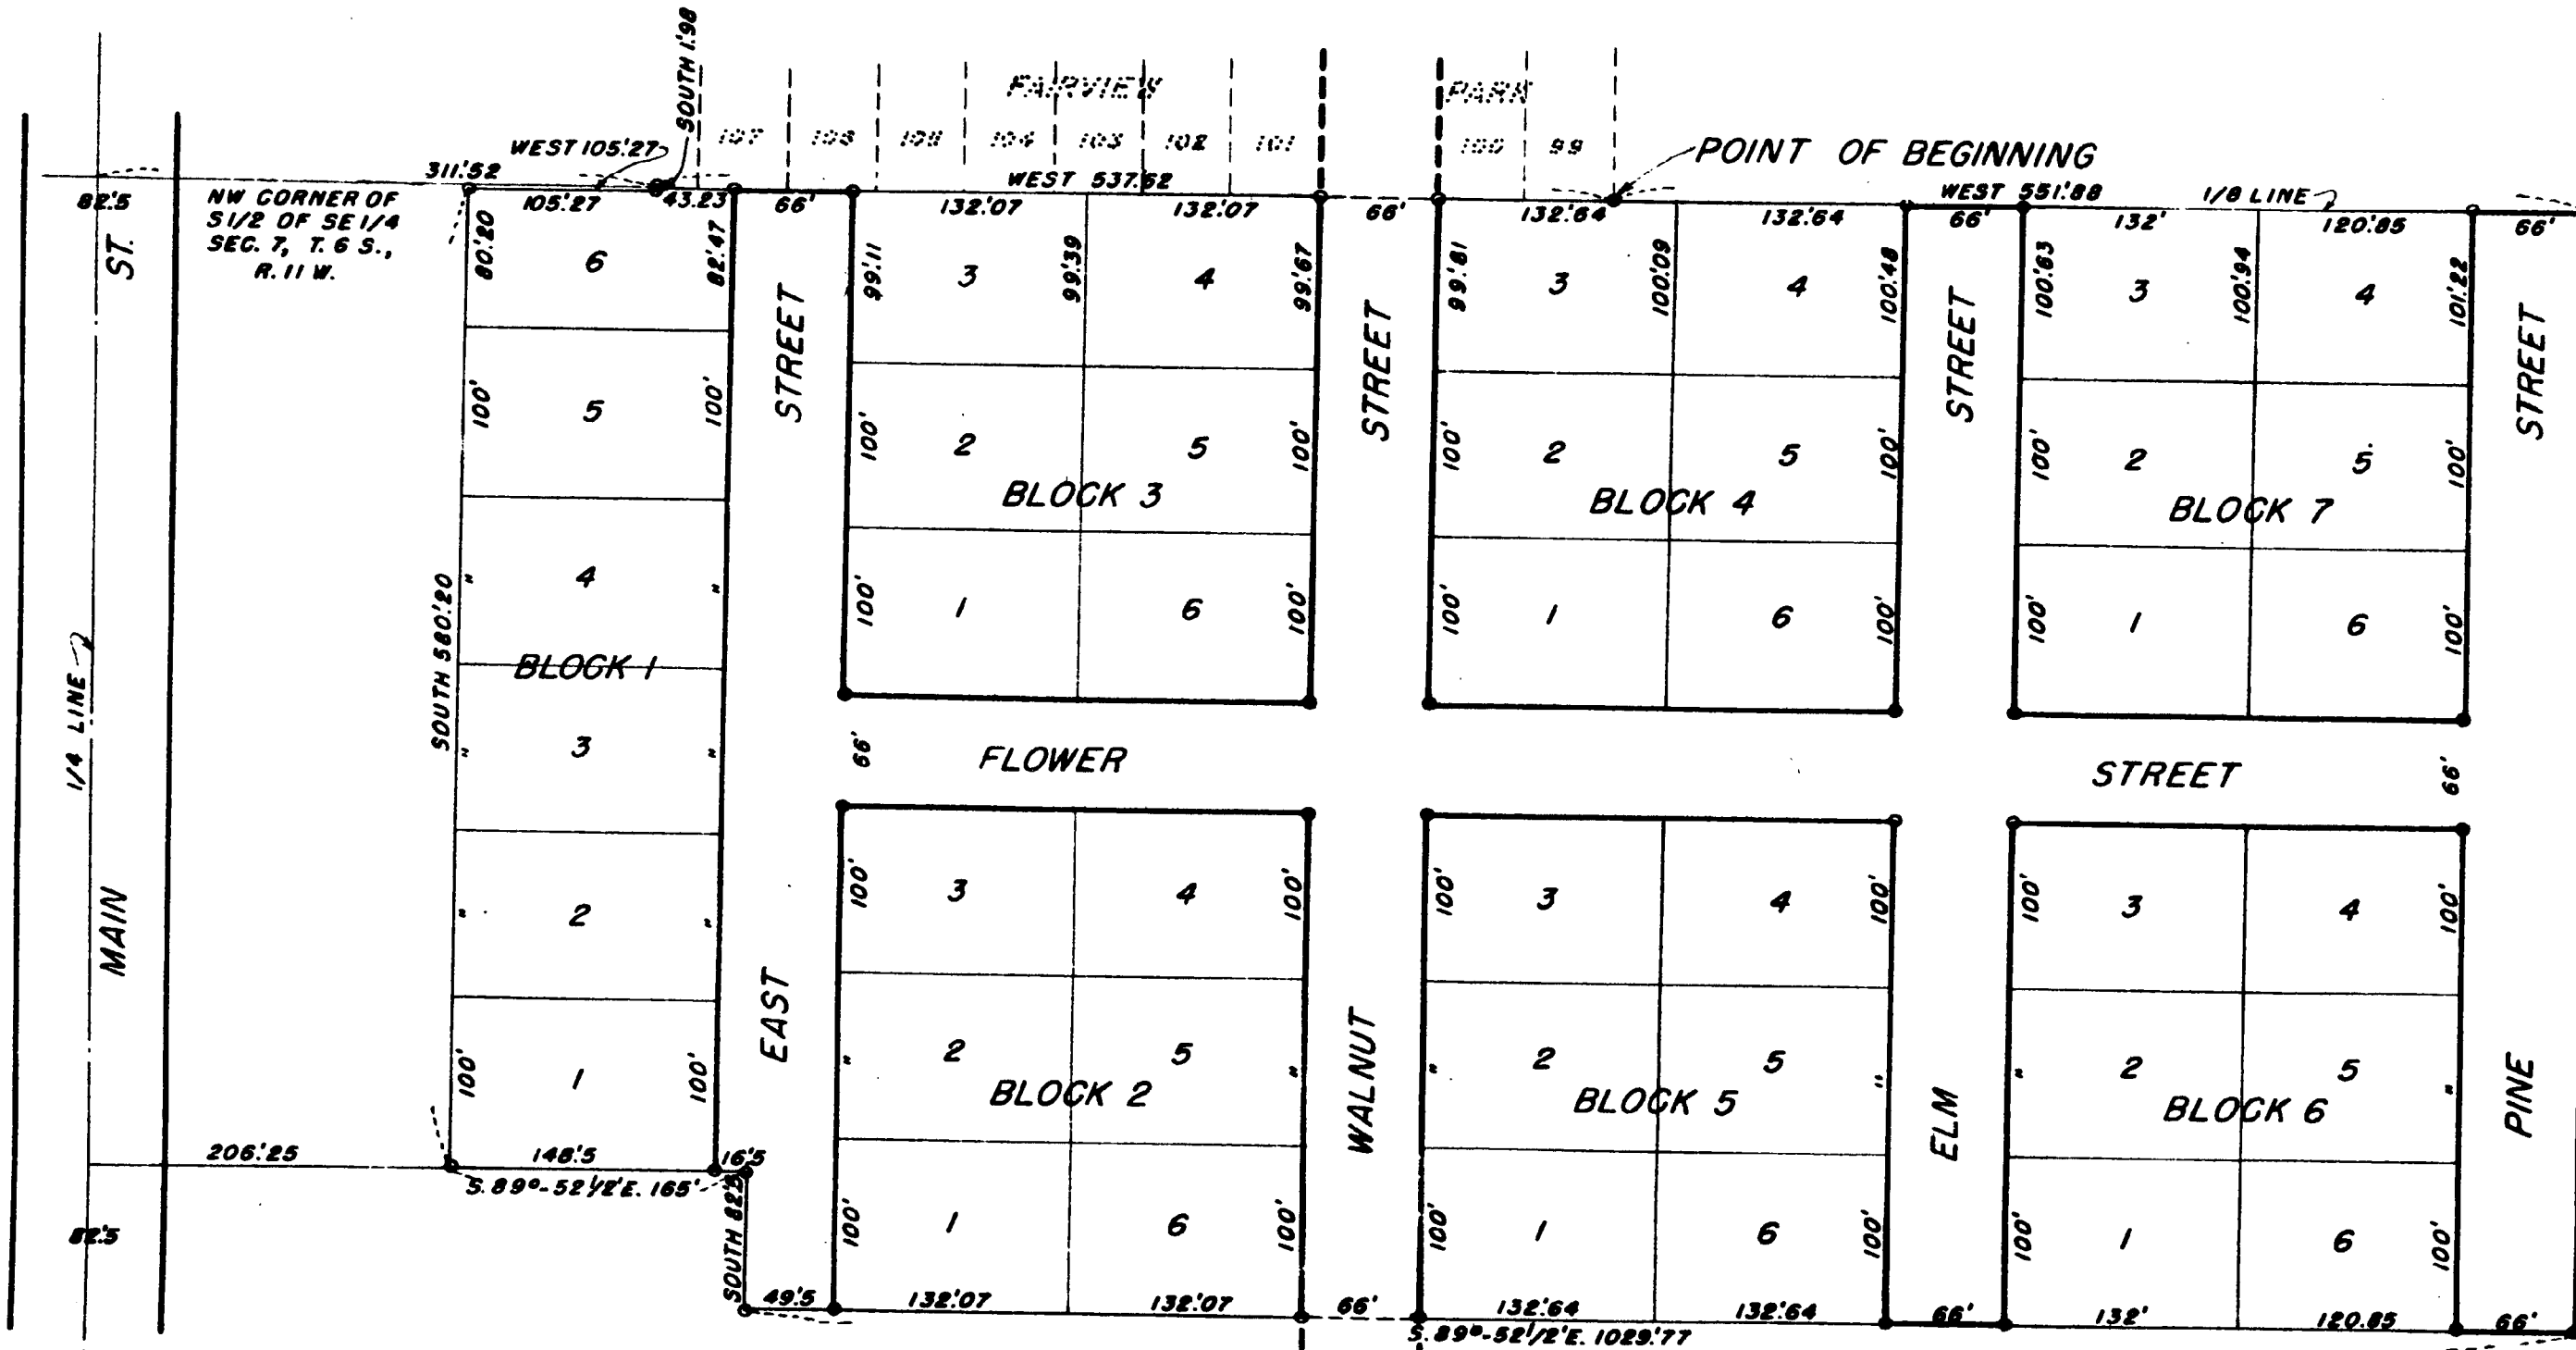 SOUTH 1.'98
FAIRVIEW PARK
107 106 105 104 103 102 101 100 99
POINT OF BEGINNING
WEST 105.'27
311.'52
WEST 537.'52
WEST 551.'88
1/8 LINE
82.'5
NW CORNER OF
S 1/2 OF SE 1/4
SEC. 7, T. 6 S.,
R. 11 W.
105.'27 43.'23 66' 132.'07 132.'07 66' 132.'64 132.'64 66' 132' 120.'85 66'
80.'20 82.'47 99.'11 99.'39 99.'67 99.'81 100.'09 100.'48 100.'63 100.'94 101.'22
ST.
6 3 4 3 4 3 4
STREET STREET STREET STREET
100' 5 100'
100' 2 5 100' 100' 2 5 100' 100' 2 5 100'
BLOCK 3 BLOCK 4 BLOCK 7
" 4 "
100' 1 6 100' 100' 1 6 100' 100' 1 6 100'
SOUTH 580.'20
BLOCK 1
1/4 LINE
" 3 "
66' FLOWER STREET 66'
100' 3 4 100' 100' 3 4 100' 100' 3 4 100'
" 2 "
MAIN
EAST WALNUT ELM PINE
100' 1 100'
" 2 5 " " 2 5 " " 2 5 "
BLOCK 2 BLOCK 5 BLOCK 6
206.'25 148.'5 16.'5
S. 89°-52 1/2' E. 165'
82.'5
SOUTH 82.'5
100' 1 6 100' 100' 1 6 100' 100' 1 6 100'
49.'5 132.'07 132.'07 66' 132.'64 132.'64 66' 132' 120.'85 66'
S. 89°-52 1/2' E. 1029.'77